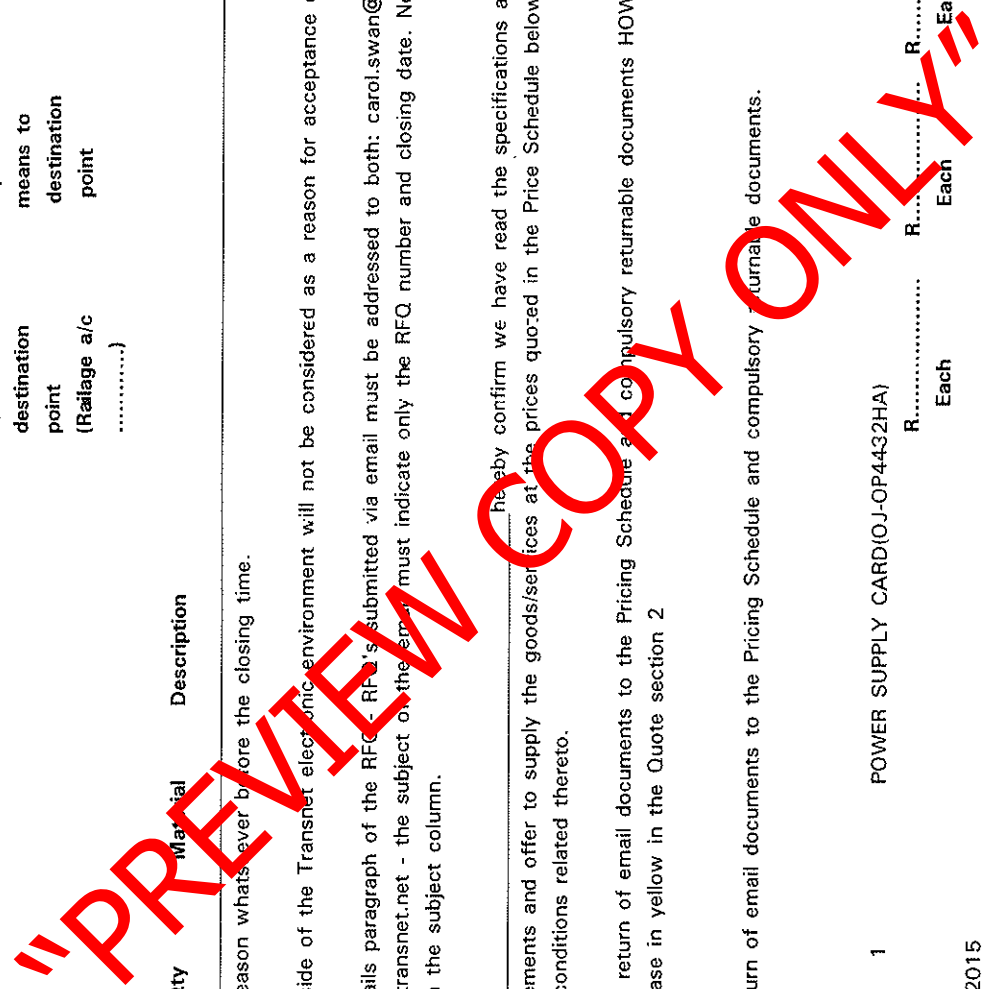 destination
point
(Railage a/c
............)
means to
destination
point
ty Material Description
eason whatsoever before the closing time.
side of the Transnet electronic environment will not be considered as a reason for acceptance
ails paragraph of the RFQ - RFQ's submitted via email must be addressed to both: carol.swan@
transnet.net - the subject of the email must indicate only the RFQ number and closing date. No
the subject column.
hereby confirm we have read the specifications a
ements and offer to supply the goods/services at the prices quoted in the Price Schedule below
conditions related thereto.
return of email documents to the Pricing Schedule and compulsory returnable documents HOW
ase in yellow in the Quote section 2
urn of email documents to the Pricing Schedule and compulsory returnable documents.
1 POWER SUPPLY CARD(OJ-OP4432HA)
R..................... R..................... R.....
Each Each Ea
2015
"PREVIEW COPY ONLY"